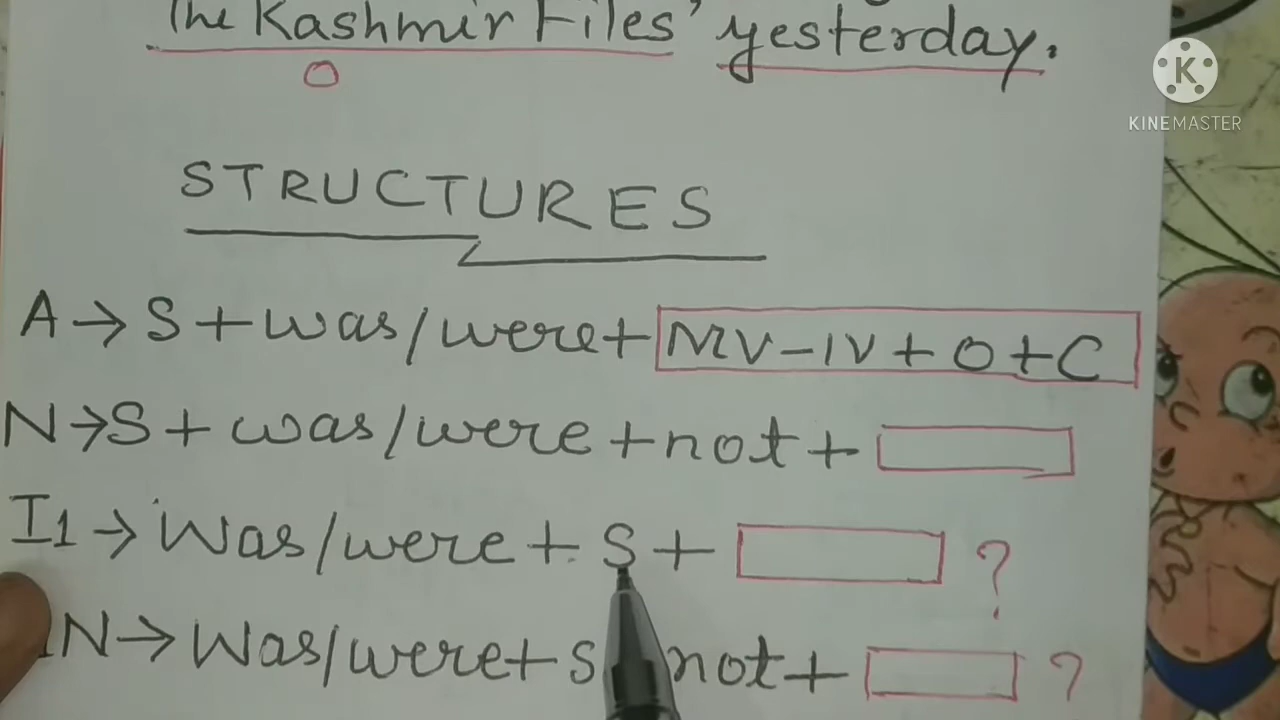 The Kashmir Files' yesterday.
O
KINEMASTER
STRUCTURES
A → S + was/were + MV-IV + O + C
N → S + was/were + not +
I1 → Was/were + S + ?
N → Was/were + S not + ?